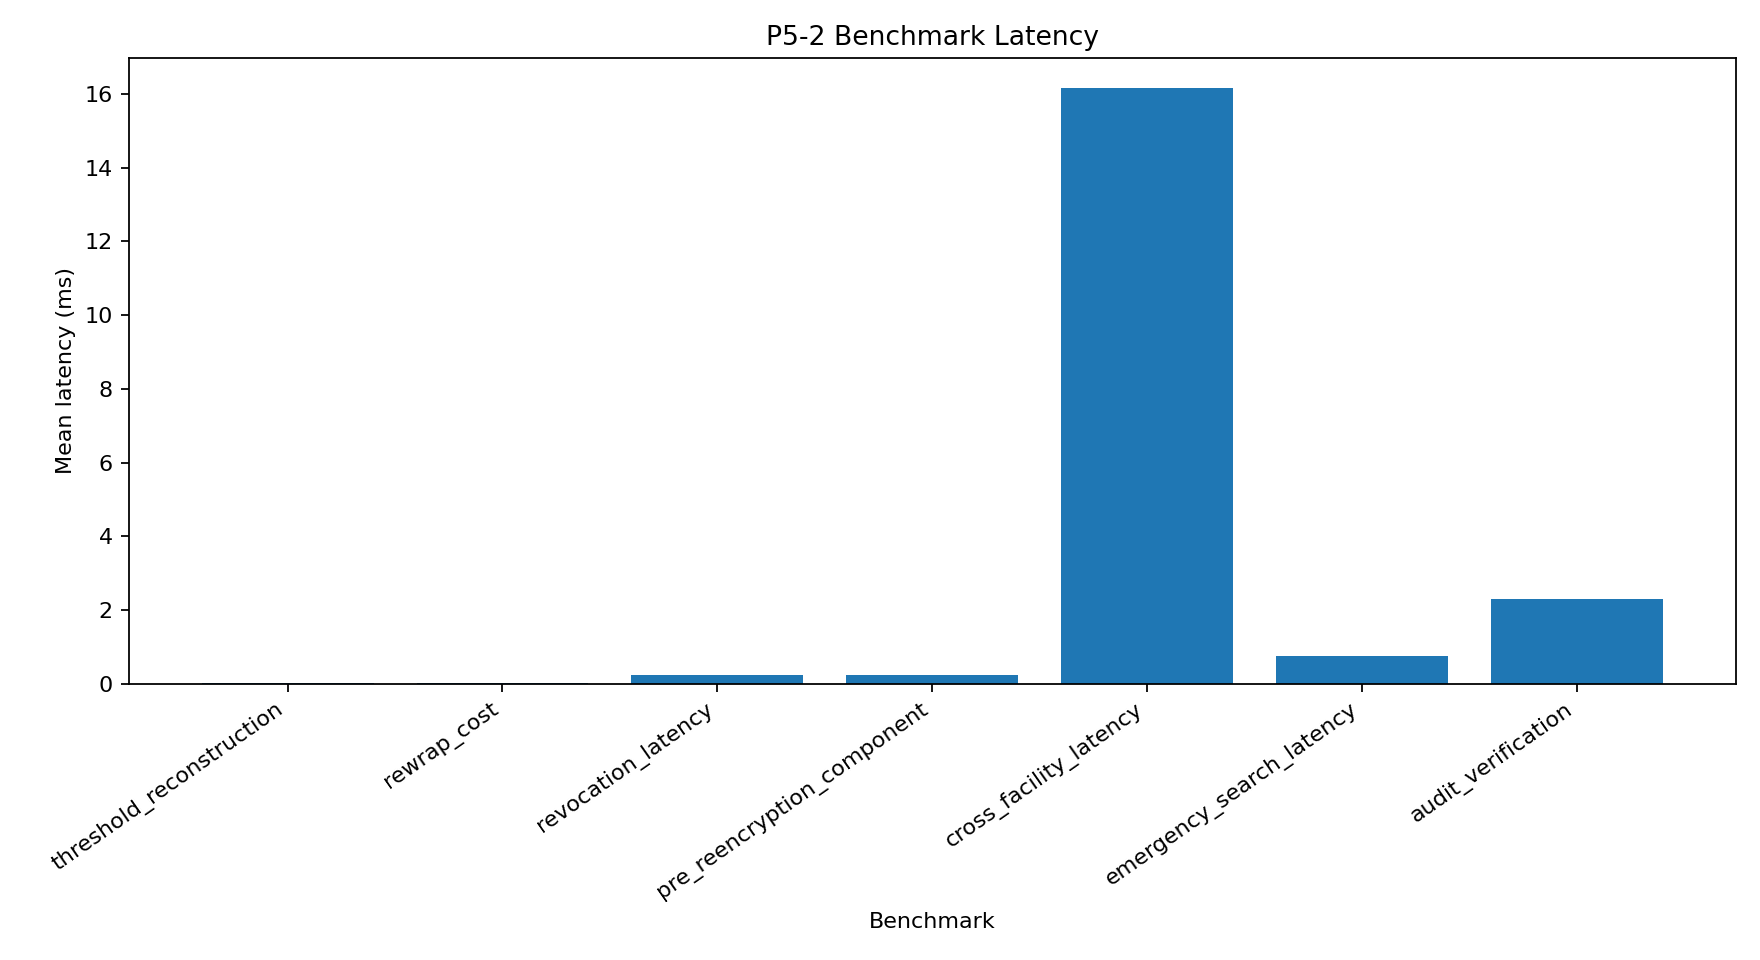 P5-2 Benchmark Latency
Mean latency (ms)
16
14
12
10
8
6
4
2
0
threshold_reconstruction
rewrap_cost
revocation_latency
pre_reencryption_component
cross_facility_latency
emergency_search_latency
audit_verification
Benchmark